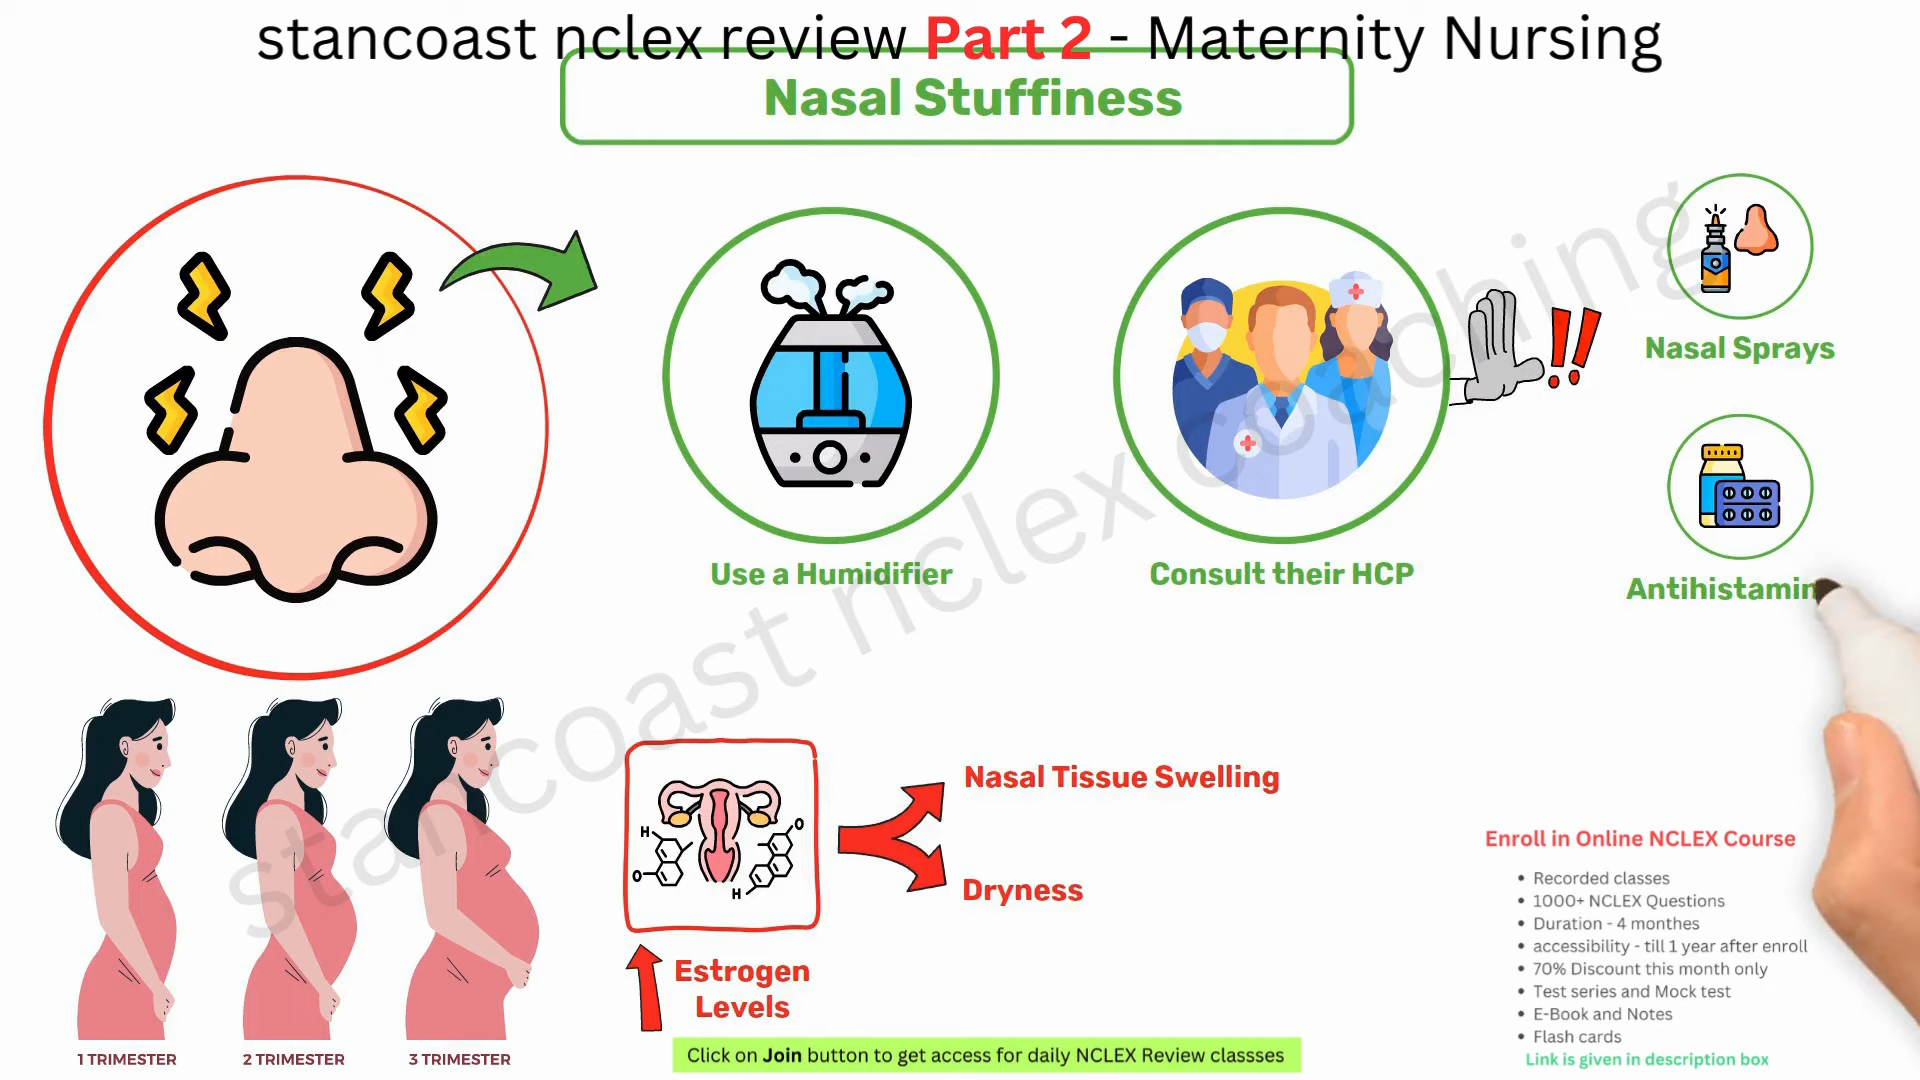 stancoast nclex review Part 2 - Maternity Nursing
Nasal Stuffiness
Use a Humidifier
Consult their HCP
Nasal Sprays
Antihistamin
stancoast nclex coaching
1 TRIMESTER
2 TRIMESTER
3 TRIMESTER
H
O
O
H
Estrogen
Levels
Nasal Tissue Swelling
Dryness
Click on Join button to get access for daily NCLEX Review classses
Enroll in Online NCLEX Course
• Recorded classes
• 1000+ NCLEX Questions
• Duration - 4 monthes
• accessibility - till 1 year after enroll
• 70% Discount this month only
• Test series and Mock test
• E-Book and Notes
• Flash cards
Link is given in description box